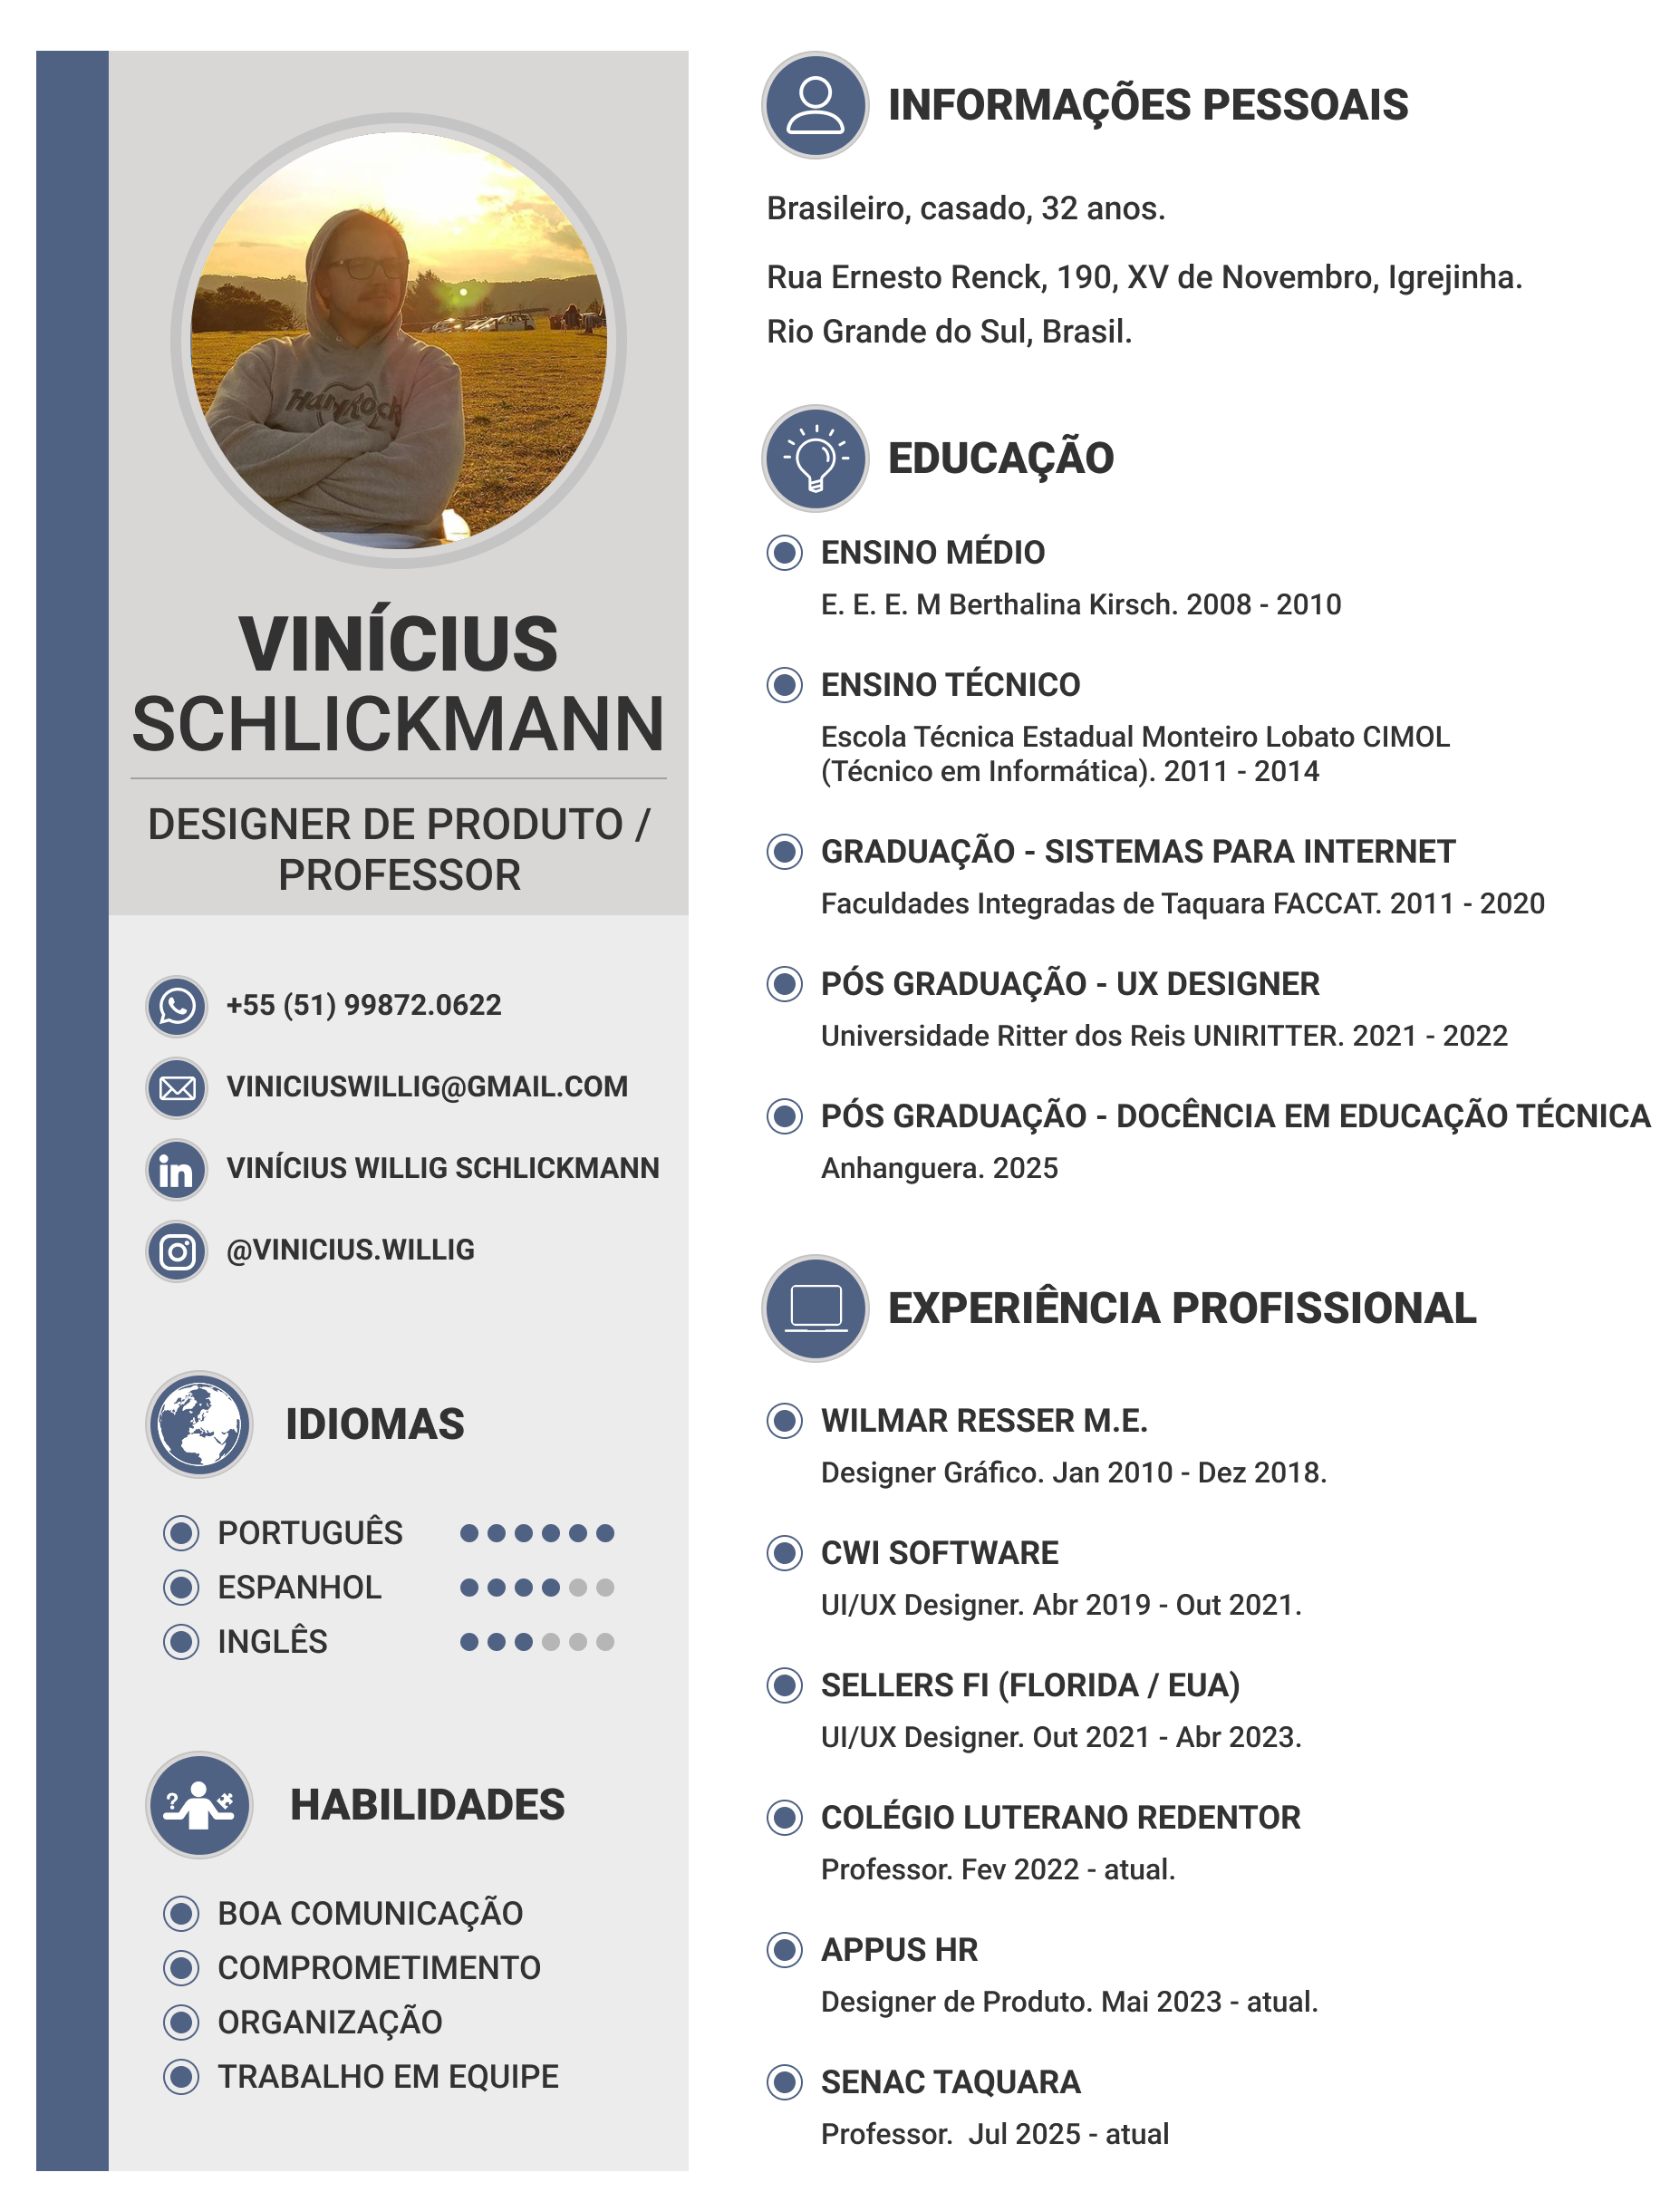 HardRock
VINÍCIUS
SCHLICKMANN
DESIGNER DE PRODUTO /
PROFESSOR
+55 (51) 99872.0622
VINICIUSWILLIG@GMAIL.COM
in VINÍCIUS WILLIG SCHLICKMANN
@VINICIUS.WILLIG
IDIOMAS
PORTUGUÊS
ESPANHOL
INGLÊS
? HABILIDADES
BOA COMUNICAÇÃO
COMPROMETIMENTO
ORGANIZAÇÃO
TRABALHO EM EQUIPE
INFORMAÇÕES PESSOAIS
Brasileiro, casado, 32 anos.
Rua Ernesto Renck, 190, XV de Novembro, Igrejinha.
Rio Grande do Sul, Brasil.
EDUCAÇÃO
ENSINO MÉDIO
E. E. E. M Berthalina Kirsch. 2008 - 2010
ENSINO TÉCNICO
Escola Técnica Estadual Monteiro Lobato CIMOL
(Técnico em Informática). 2011 - 2014
GRADUAÇÃO - SISTEMAS PARA INTERNET
Faculdades Integradas de Taquara FACCAT. 2011 - 2020
PÓS GRADUAÇÃO - UX DESIGNER
Universidade Ritter dos Reis UNIRITTER. 2021 - 2022
PÓS GRADUAÇÃO - DOCÊNCIA EM EDUCAÇÃO TÉCNICA
Anhanguera. 2025
EXPERIÊNCIA PROFISSIONAL
WILMAR RESSER M.E.
Designer Gráfico. Jan 2010 - Dez 2018.
CWI SOFTWARE
UI/UX Designer. Abr 2019 - Out 2021.
SELLERS FI (FLORIDA / EUA)
UI/UX Designer. Out 2021 - Abr 2023.
COLÉGIO LUTERANO REDENTOR
Professor. Fev 2022 - atual.
APPUS HR
Designer de Produto. Mai 2023 - atual.
SENAC TAQUARA
Professor.  Jul 2025 - atual